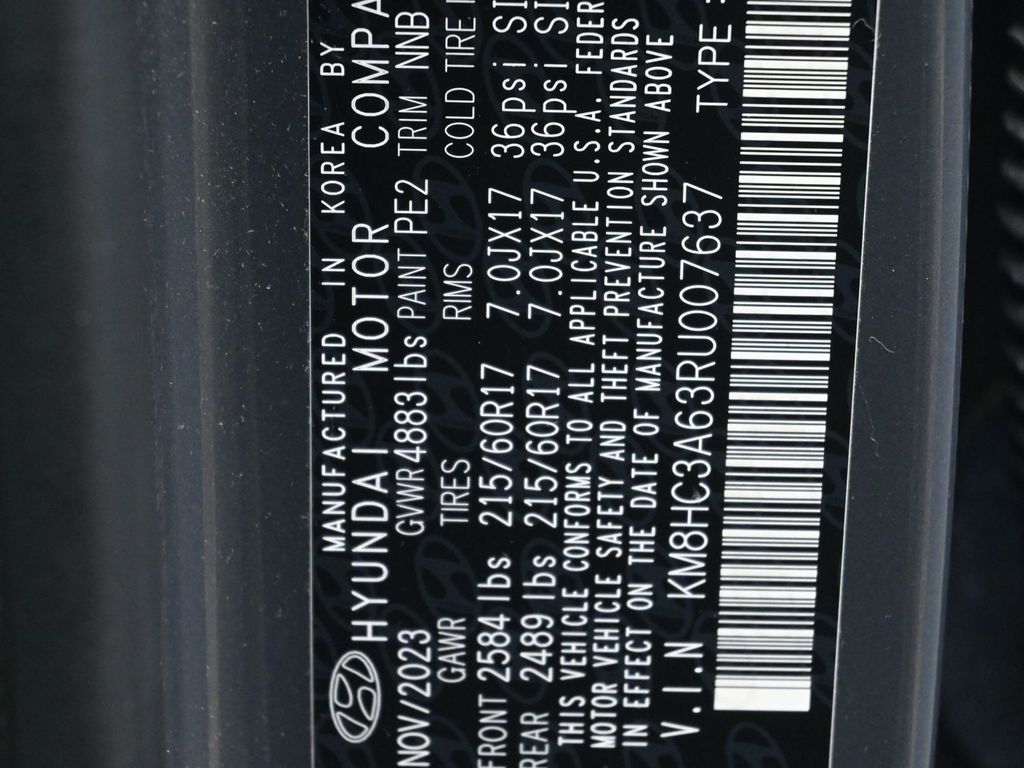 MANUFACTURED IN KOREA BY
HYUNDAI MOTOR COMPA
NOV/2023 GVWR4883lbs PAINT PE2 TRIM NNB
GAWR TIRES RIMS COLD TIRE
FRONT 2584 lbs 215/60R17 7.0JX17 36psi SI
REAR 2489 lbs 215/60R17 7.0JX17 36psi SI
THIS VEHICLE CONFORMS TO ALL APPLICABLE U.S.A. FEDER
MOTOR VEHICLE SAFETY AND THEFT PREVENTION STANDARDS
IN EFFECT ON THE DATE OF MANUFACTURE SHOWN ABOVE
V.I.N KM8HC3A63RU007637 TYPE :